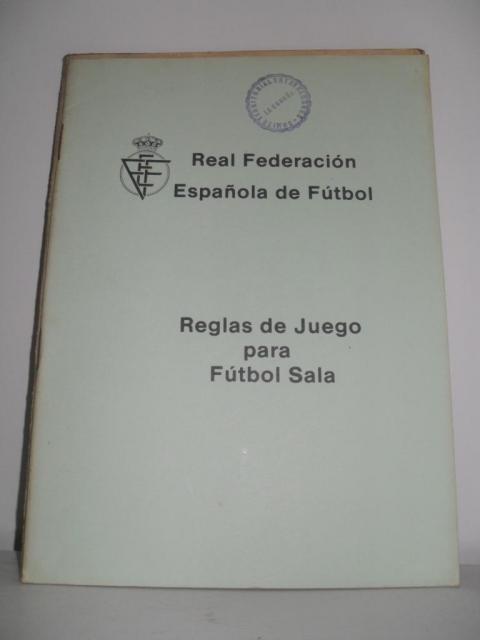 Real Federación
Española de Fútbol
Reglas de Juego
para
Fútbol Sala